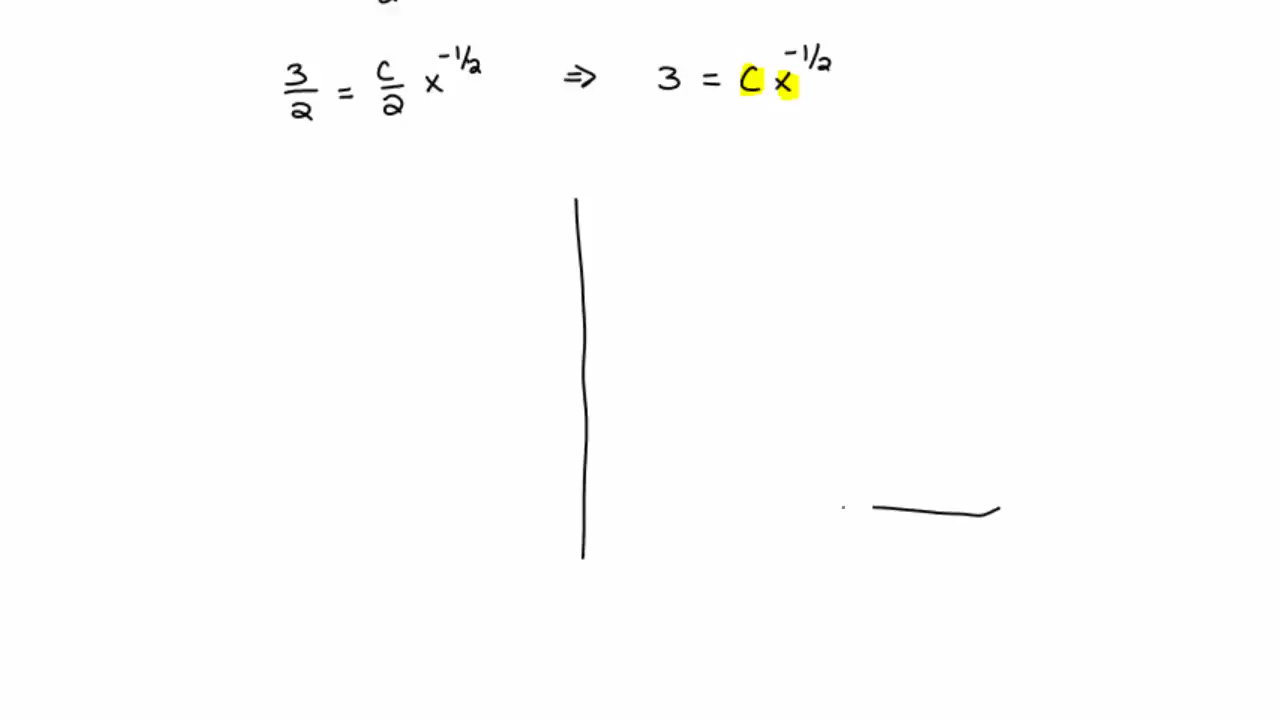 3/2 = c/2 x^-1/2 ⇒ 3 = c x^-1/2